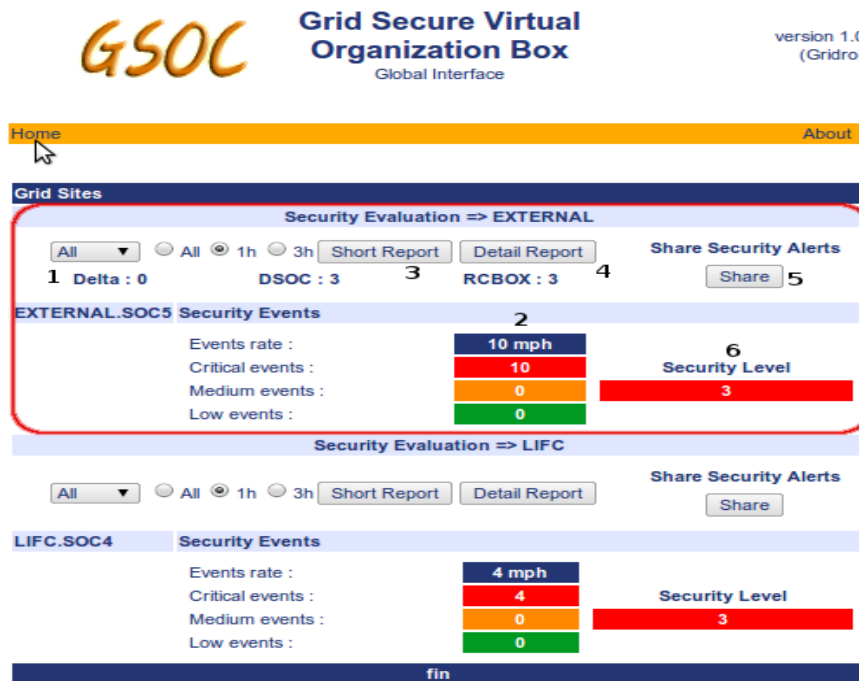 GSOC
Grid Secure Virtual
Organization Box
Global Interface
version 1.0
(Gridro
Home About
Grid Sites
Security Evaluation => EXTERNAL
All ▼ All 1h 3h Short Report Detail Report Share Security Alerts
1 Delta : 0 DSOC : 3 3 RCBOX : 3 4 Share 5
EXTERNAL.SOC5 Security Events 2
Events rate : 10 mph 6
Critical events : 10 Security Level
Medium events : 0 3
Low events : 0
Security Evaluation => LIFC
Share Security Alerts
All ▼ All 1h 3h Short Report Detail Report Share
LIFC.SOC4 Security Events
Events rate : 4 mph
Critical events : 4 Security Level
Medium events : 0 3
Low events : 0
fin